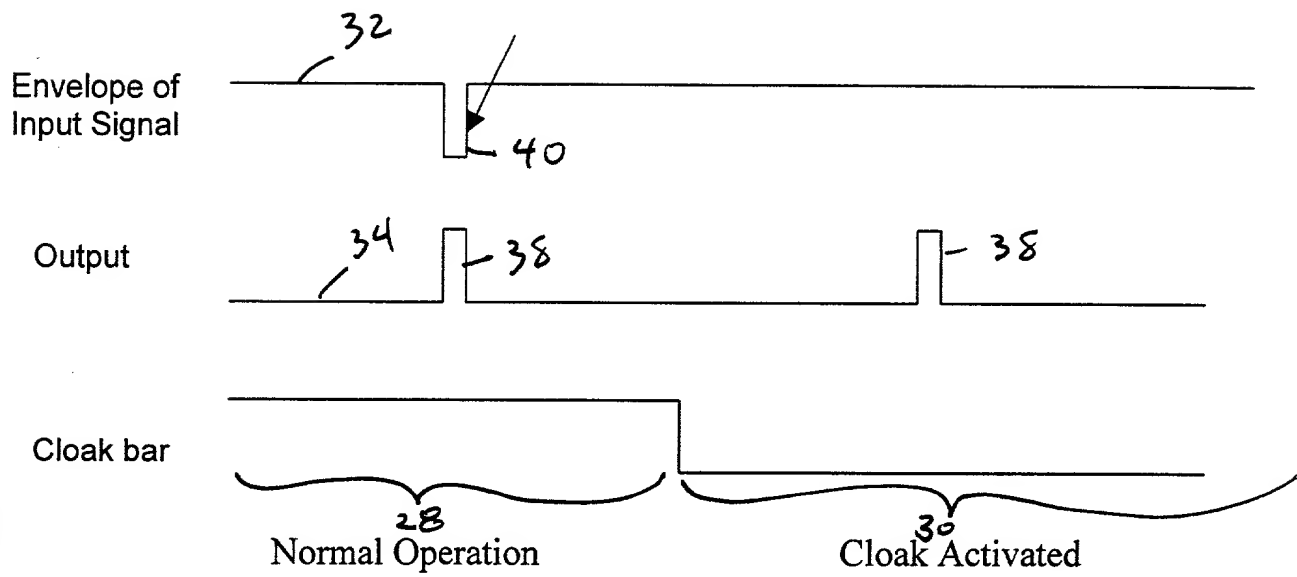 32
Envelope of
Input Signal
40
34
38
38
Output
Cloak bar
28
30
Normal Operation
Cloak Activated